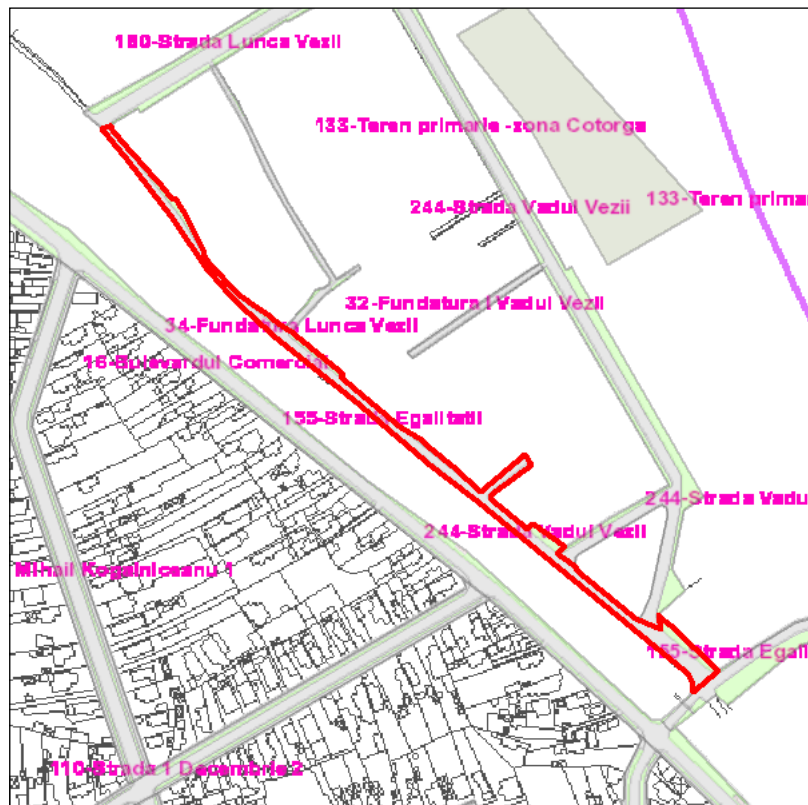 180-Strada Lunca Vezii
133-Teren primarie -zona Cotorga
133-Teren primar
244-Strada Vadul Vezii
32-Fundatura I Vadul Vezii
34-Fundatura Lunca Vezii
16-Bulevardul Comercial
155-Strada Egalitatii
244-Strada Vadu
244-Strada Vadul Vezii
Mihail Kogalniceanu 1
155-Strada Egali
110-Strada 1 Decembrie 2